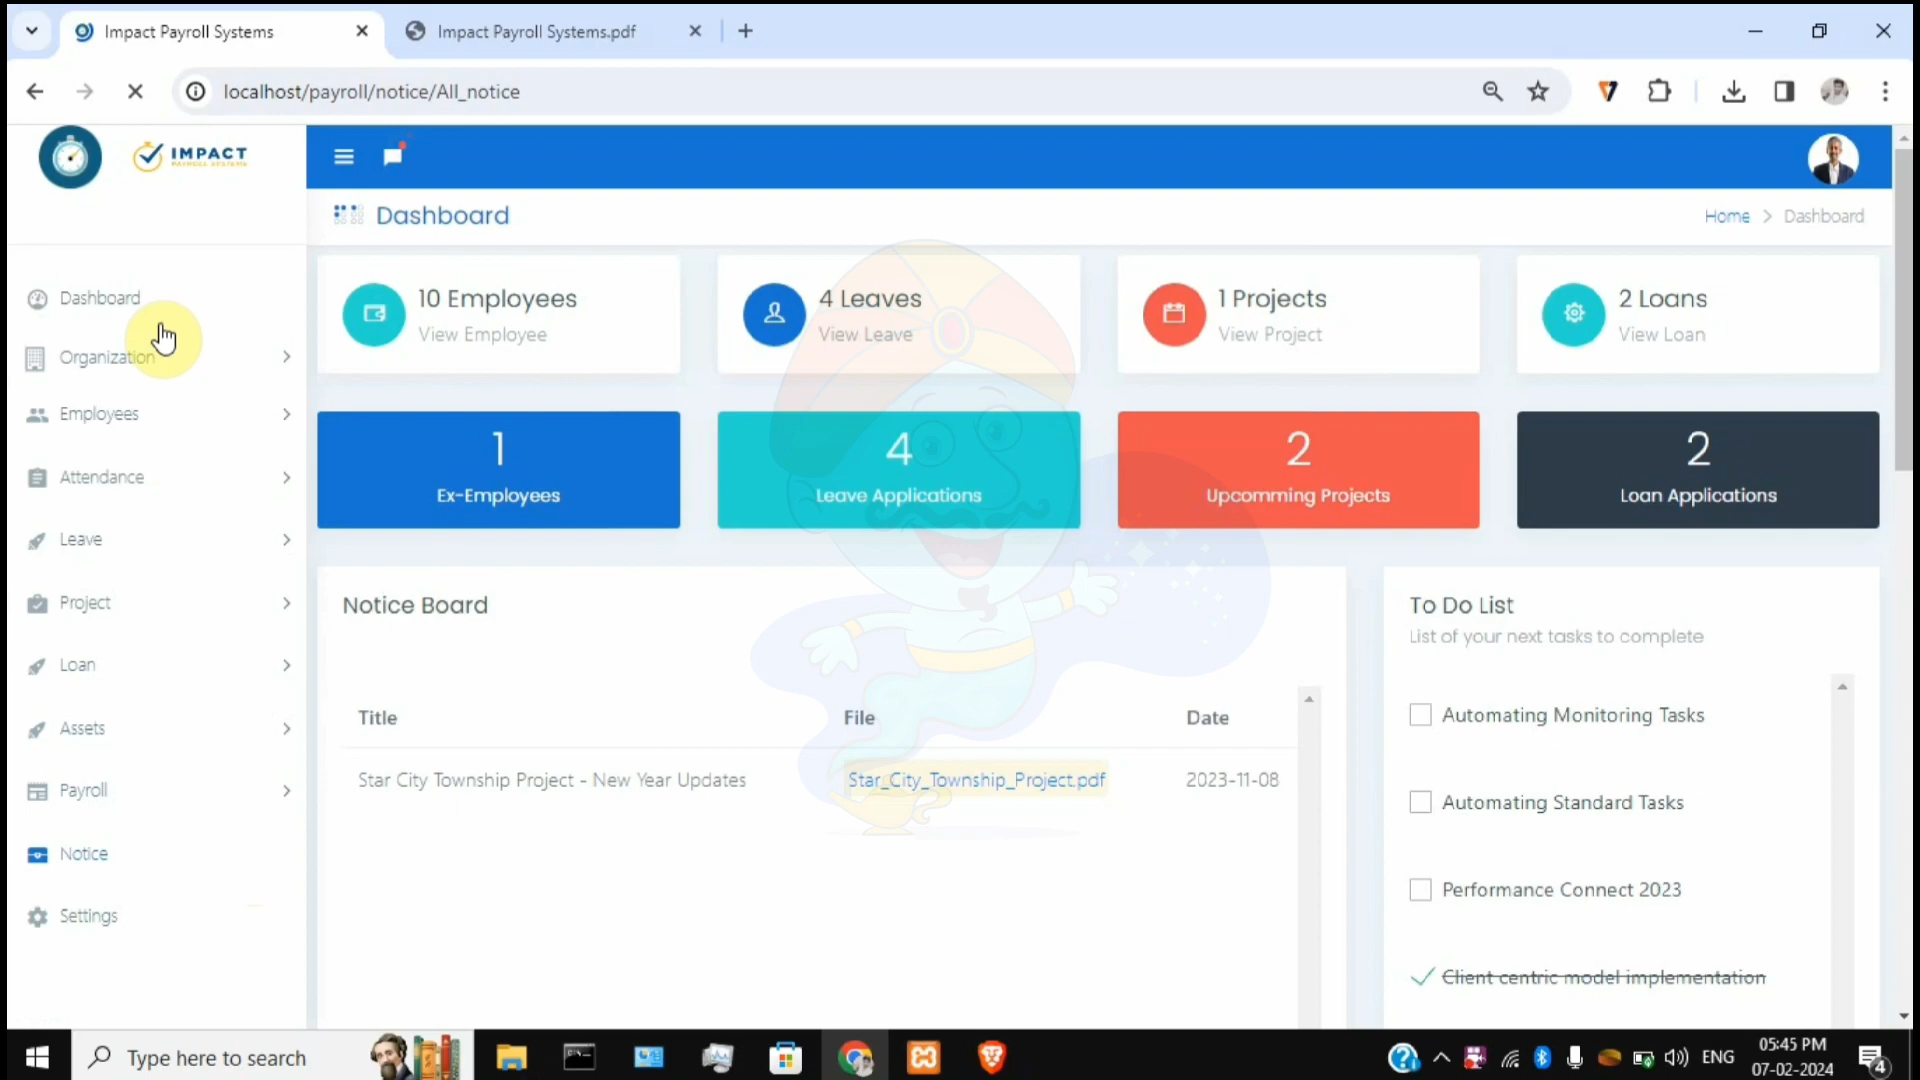 Impact Payroll Systems
Impact Payroll Systems.pdf
localhost/payroll/notice/All_notice
IMPACT
PAYROLL SYSTEMS
Dashboard
Home > Dashboard
Dashboard
Organization
Employees
Attendance
Leave
Project
Loan
Assets
Payroll
Notice
Settings
10 Employees
View Employee
4 Leaves
View Leave
1 Projects
View Project
2 Loans
View Loan
1
Ex-Employees
4
Leave Applications
2
Upcomming Projects
2
Loan Applications
Notice Board
Title File Date
Star City Township Project - New Year Updates Star_City_Township_Project.pdf 2023-11-08
To Do List
List of your next tasks to complete
Automating Monitoring Tasks
Automating Standard Tasks
Performance Connect 2023
Client centric model implementation
Type here to search
ENG
05:45 PM
07-02-2024
4